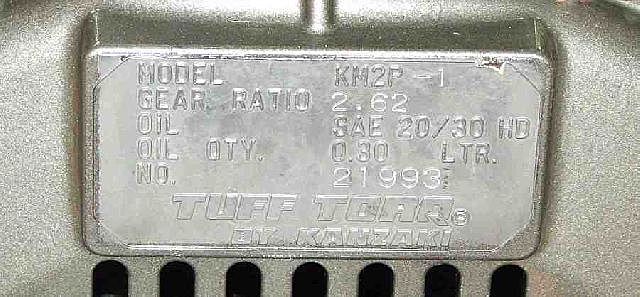 MODEL KM2P-1
GEAR RATIO 2.62
OIL SAE 20/30 HD
OIL QTY. 0.30 LTR.
NO. 21993
TUFF TORQ®
BY KANZAKI